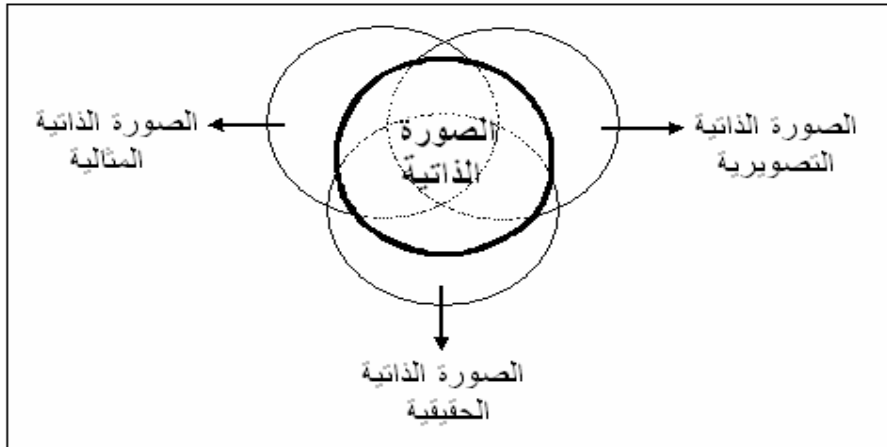 الصورة
الذاتية
الصورة الذاتية
التصويرية
الصورة الذاتية
المثالية
الصورة الذاتية
الحقيقية